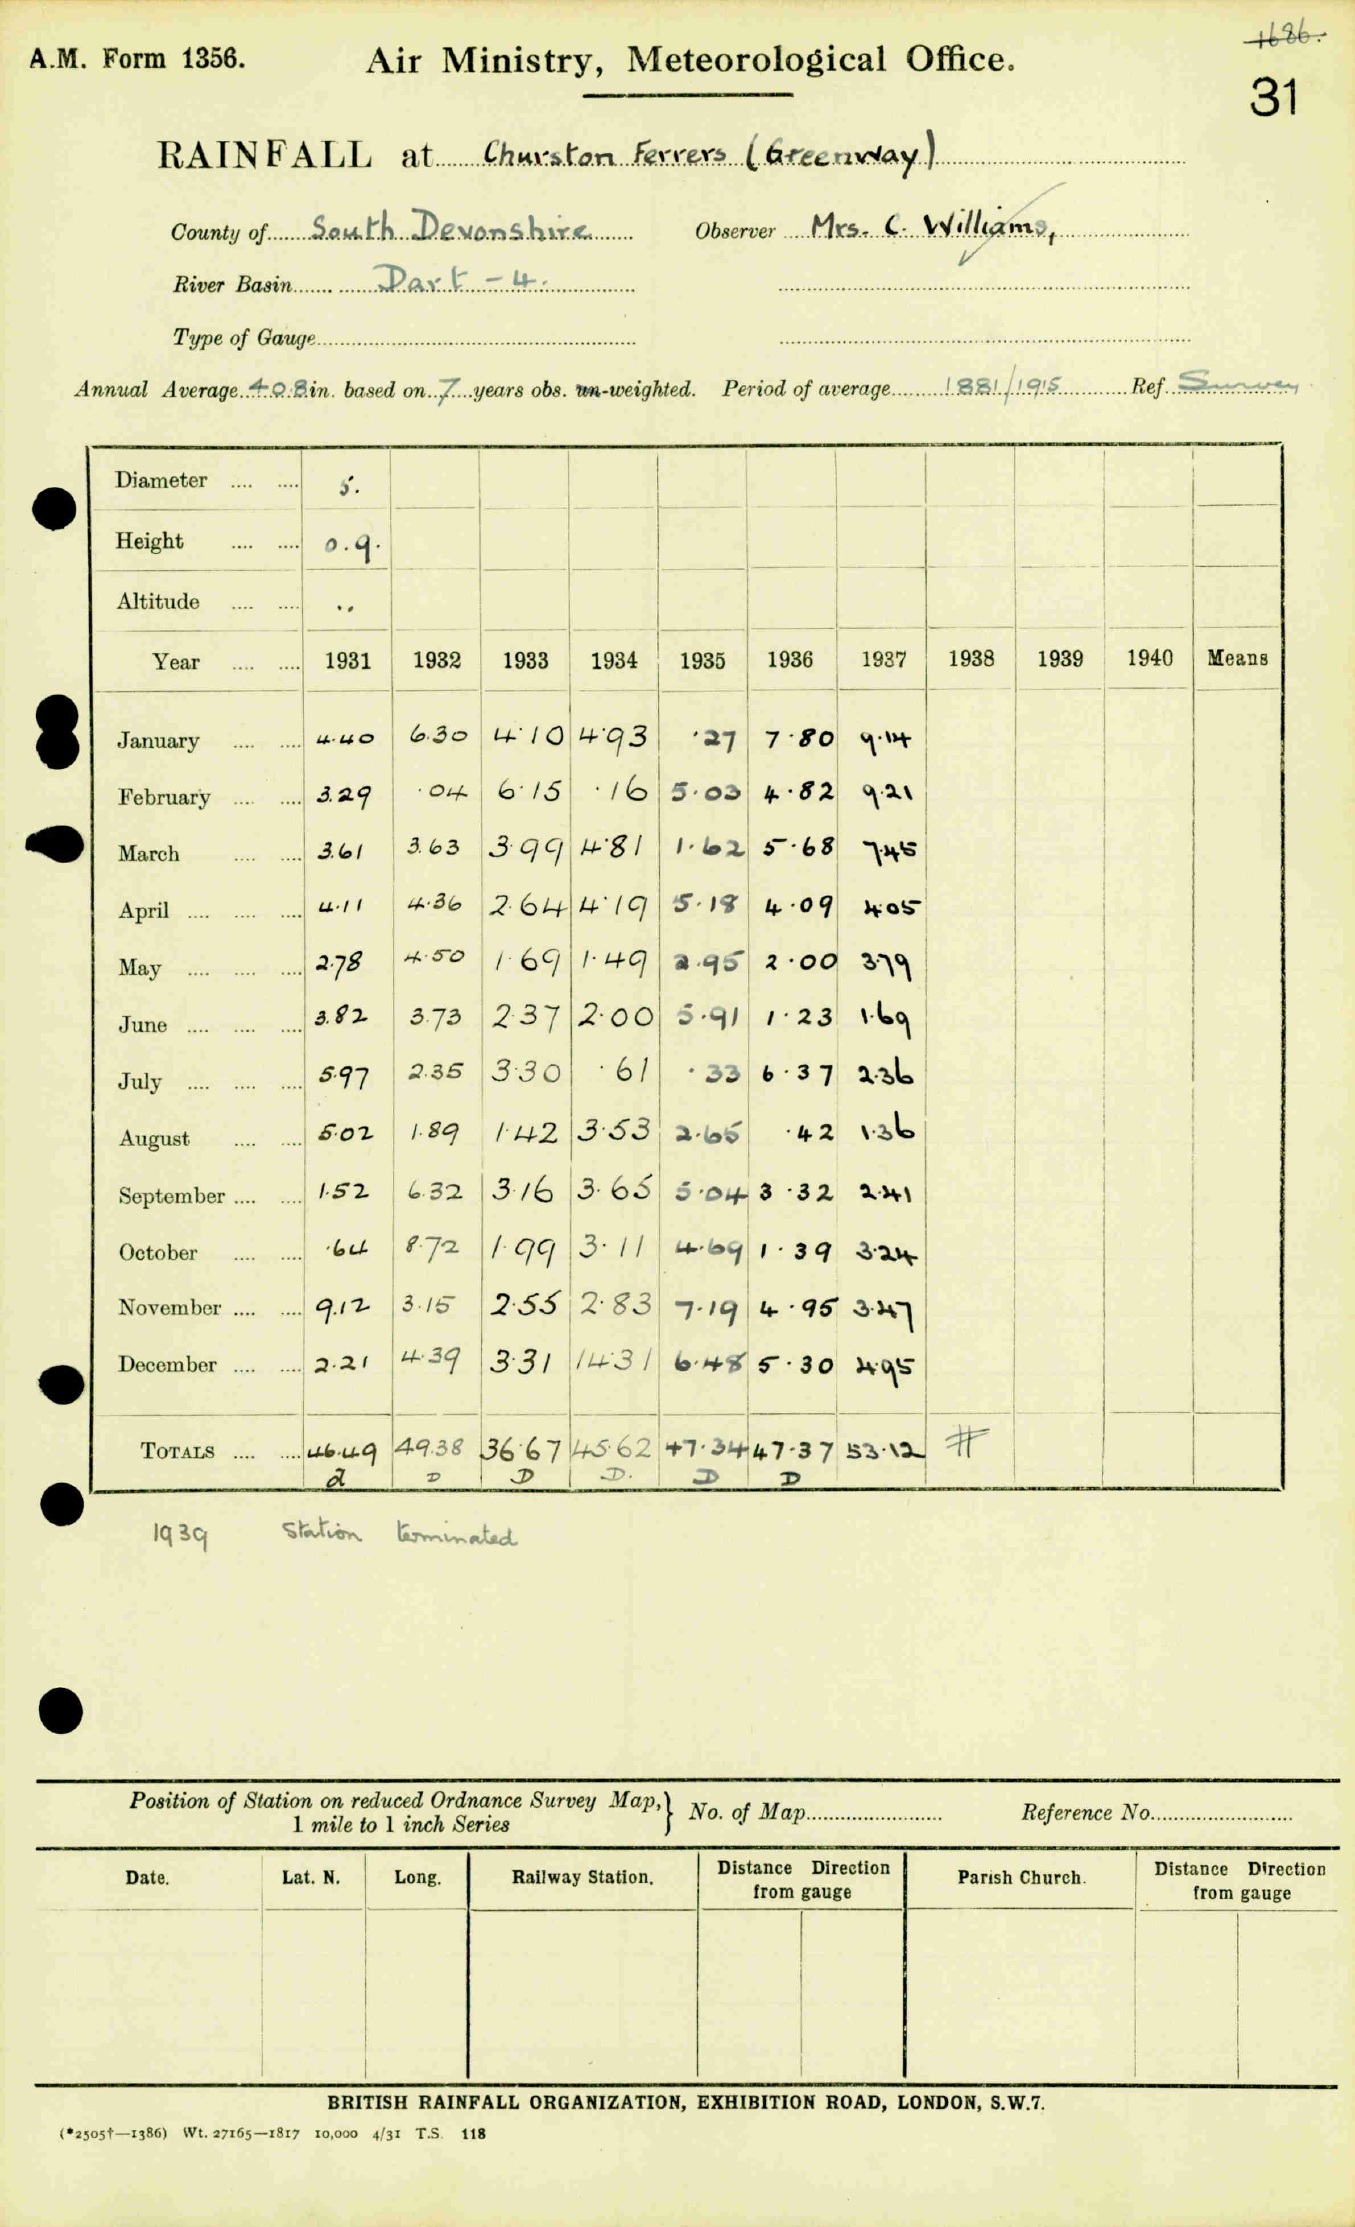 1686.
A.M. Form 1356. Air Ministry, Meteorological Office.
31
RAINFALL at Churston Ferrers (Greenway)
County of South Devonshire Observer Mrs. C. Williams,
River Basin Dart - 4.
Type of Gauge
Annual Average 40.8 in. based on 7 years obs. un-weighted. Period of average 1881/1915 Ref. Survey
Diameter 5.
Height 0.9.
Altitude ..
Year 1931 1932 1933 1934 1935 1936 1937 1938 1939 1940 Means
January 4.40 6.30 4.10 4.93 .27 7.80 9.14
February 3.29 .04 6.15 .16 5.03 4.82 9.21
March 3.61 3.63 3.99 4.81 1.62 5.68 7.45
April 4.11 4.36 2.64 4.19 5.18 4.09 4.05
May 2.78 4.50 1.69 1.49 2.95 2.00 3.79
June 3.82 3.73 2.37 2.00 5.91 1.23 1.69
July 5.97 2.35 3.30 .61 .33 6.37 2.36
August 5.02 1.89 1.42 3.53 2.65 .42 1.36
September 1.52 6.32 3.16 3.65 5.04 3.32 2.41
October .64 8.72 1.99 3.11 4.69 1.39 3.24
November 9.12 3.15 2.55 2.83 7.19 4.95 3.47
December 2.21 4.39 3.31 14.31 6.48 5.30 4.95
TOTALS 46.49 49.38 36.67 45.62 47.34 47.37 53.12 #
d D D D. D D
1939 Station terminated
Position of Station on reduced Ordnance Survey Map, } No. of Map Reference No.
1 mile to 1 inch Series
Date. Lat. N. Long. Railway Station. Distance Direction from gauge Parish Church. Distance Direction from gauge
BRITISH RAINFALL ORGANIZATION, EXHIBITION ROAD, LONDON, S.W.7.
(*2505†—1386) Wt. 27165—1817 10,000 4/31 T.S. 118